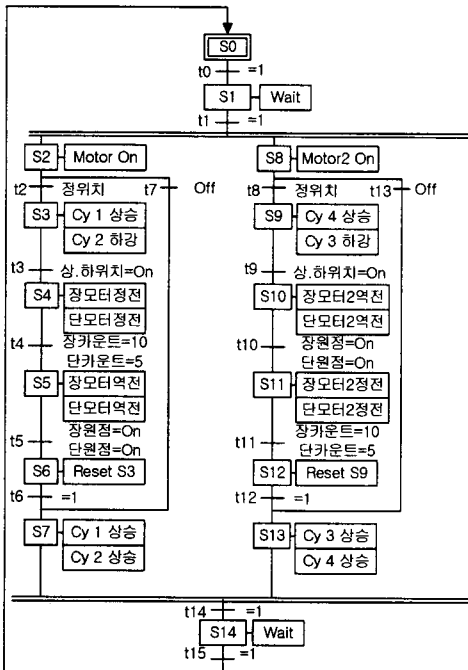 S0
t0 =1
S1 Wait
t1 =1
S2 Motor On
t2 정위치 t7 Off
S3 Cy 1 상승
Cy 2 하강
t3 상.하위치=On
S4 장모터정전
단모터정전
t4 장카운트=10
단카운트=5
S5 장모터역전
단모터역전
장원점=On
t5 단원점=On
S6 Reset S3
t6 =1
S7 Cy 1 상승
Cy 2 상승
S8 Motor2 On
t8 정위치 t13 Off
S9 Cy 4 상승
Cy 3 하강
t9 상.하위치=On
S10 장모터2역전
단모터2역전
t10 장원점=On
단원점=On
S11 장모터2정전
단모터2정전
t11 장카운트=10
단카운트=5
S12 Reset S9
t12 =1
S13 Cy 3 상승
Cy 4 상승
t14 =1
S14 Wait
t15 =1